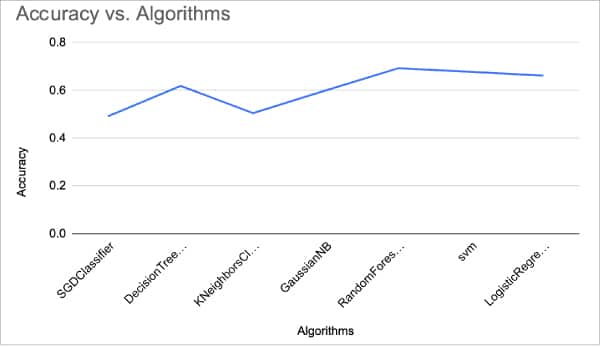 Accuracy vs. Algorithms
0.8
0.6
0.4
0.2
0.0
Accuracy
SGDClassifier
DecisionTree…
KNeighborsCl…
GaussianNB
RandomFores…
svm
LogisticRegre…
Algorithms